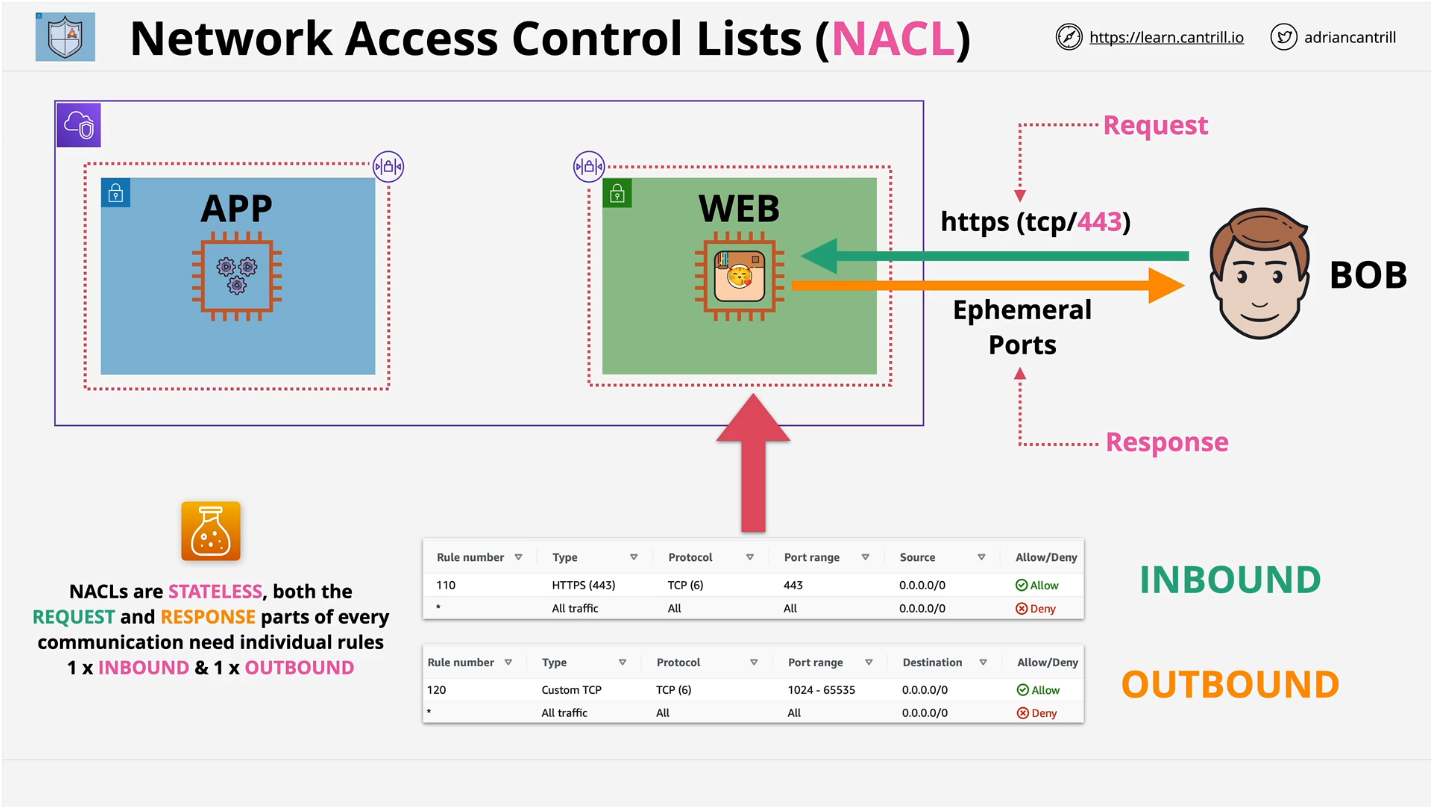 Network Access Control Lists (NACL)
https://learn.cantrill.io
adriancantrill
Request
APP
WEB
https (tcp/443)
BOB
Ephemeral
Ports
Response
NACLs are STATELESS, both the
REQUEST and RESPONSE parts of every
communication need individual rules
1 x INBOUND & 1 x OUTBOUND
Rule number Type Protocol Port range Source Allow/Deny
110 HTTPS (443) TCP (6) 443 0.0.0.0/0 Allow
* All traffic All All 0.0.0.0/0 Deny
INBOUND
Rule number Type Protocol Port range Destination Allow/Deny
120 Custom TCP TCP (6) 1024 - 65535 0.0.0.0/0 Allow
* All traffic All All 0.0.0.0/0 Deny
OUTBOUND